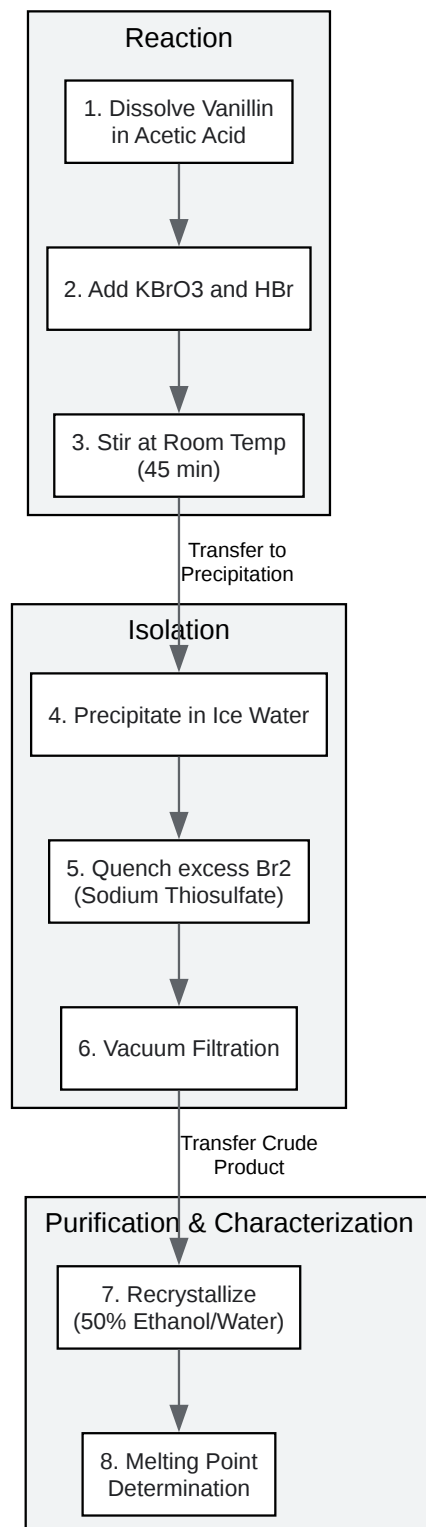 Reaction
1. Dissolve Vanillin
in Acetic Acid
2. Add KBrO3 and HBr
3. Stir at Room Temp
(45 min)
Transfer to
Precipitation
Isolation
4. Precipitate in Ice Water
5. Quench excess Br2
(Sodium Thiosulfate)
6. Vacuum Filtration
Transfer Crude
Product
Purification & Characterization
7. Recrystallize
(50% Ethanol/Water)
8. Melting Point
Determination